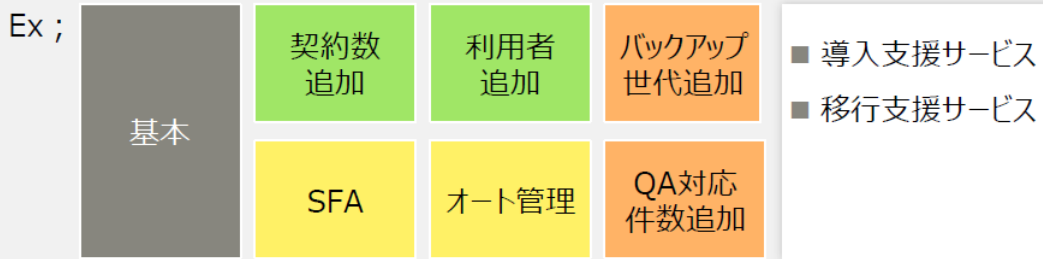 Ex ;
基本
契約数
追加
利用者
追加
バックアップ
世代追加
SFA
オート管理
QA対応
件数追加
■ 導入支援サービス
■ 移行支援サービス